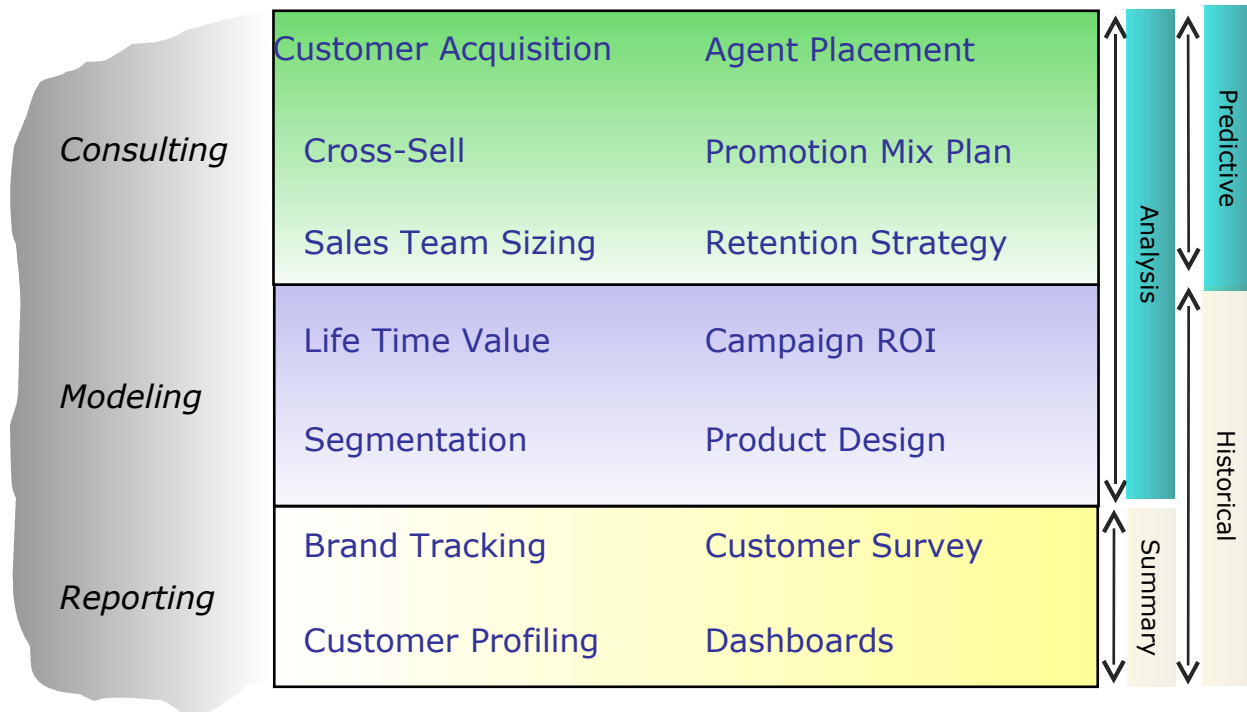 Customer Acquisition Agent Placement
Consulting
Cross-Sell Promotion Mix Plan
Sales Team Sizing Retention Strategy
Life Time Value Campaign ROI
Modeling
Segmentation Product Design
Brand Tracking Customer Survey
Reporting
Customer Profiling Dashboards
Analysis
Summary
Predictive
Historical